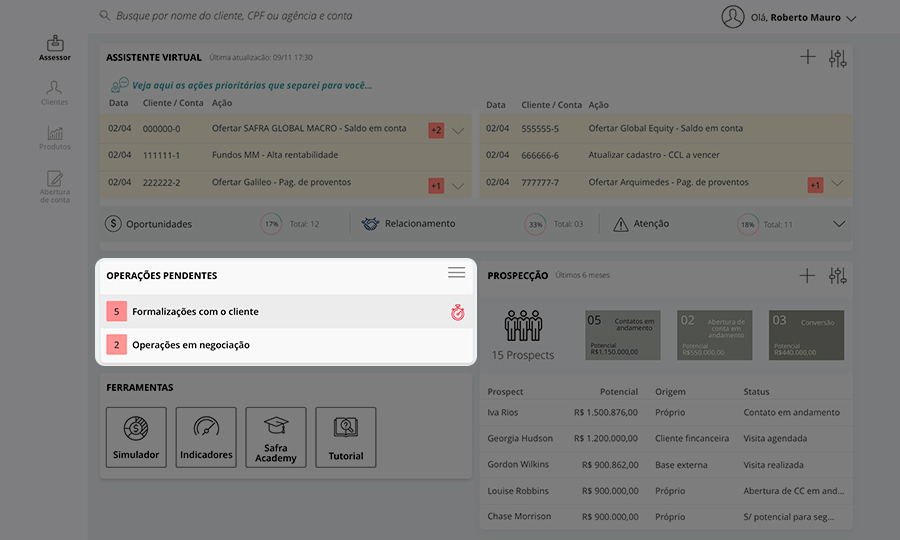 Busque por nome do cliente, CPF ou agência e conta
Olá, Roberto Mauro
Assessor
Clientes
Produtos
Abertura
de conta
ASSISTENTE VIRTUAL Última atualizacão: 09/11 17:30
Veja aqui as ações prioritárias que separei para você...
Data Cliente / Conta Ação
02/04 000000-0 Ofertar SAFRA GLOBAL MACRO - Saldo em conta +2
02/04 111111-1 Fundos MM - Alta rentabilidade
02/04 222222-2 Ofertar Galileo - Pag. de proventos +1
Data Cliente / Conta Ação
02/04 555555-5 Ofertar Global Equity - Saldo em conta
02/04 666666-6 Atualizar cadastro - CCL a vencer
02/04 777777-7 Ofertar Arquimedes - Pag. de proventos +1
$ Oportunidades 17% Total: 12 Relacionamento 33% Total: 03 Atenção 18% Total: 11
OPERAÇÕES PENDENTES
5 Formalizações com o cliente
2 Operações em negociação
FERRAMENTAS
Simulador
Indicadores
Safra
Academy
Tutorial
PROSPECÇÃO Últimos 6 meses
15 Prospects
05 Contatos em
andamento
Potencial
R$1.150.000,00
02 Abertura de
conta em
andamento
Potencial
R$550.000,00
03 Conversão
Potencial
R$440.000,00
Prospect Potencial Origem Status
Iva Rios R$ 1.500.876,00 Próprio Contato em andamento
Georgia Hudson R$ 1.200.000,00 Cliente fincanceira Visita agendada
Gordon Wilkins R$ 900.862,00 Base externa Visita realizada
Louise Robbins R$ 900.000,00 Próprio Abertura de CC em and...
Chase Morrison R$ 900.000,00 Próprio S/ potencial para seg...